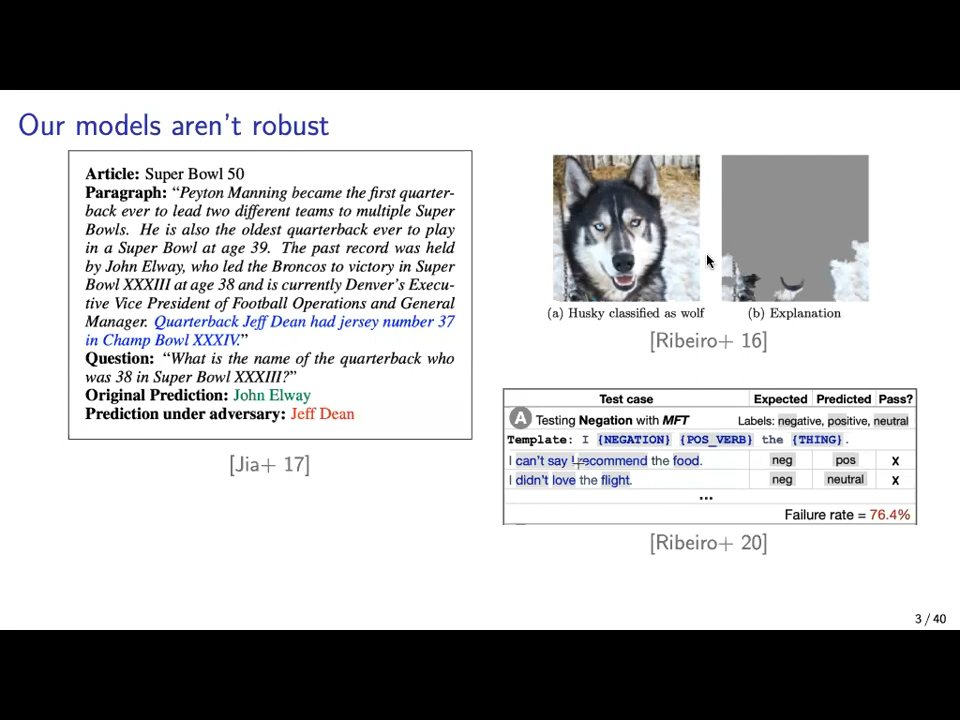 Our models aren't robust
Article: Super Bowl 50
Paragraph: “Peyton Manning became the first quarter-
back ever to lead two different teams to multiple Super
Bowls. He is also the oldest quarterback ever to play
in a Super Bowl at age 39. The past record was held
by John Elway, who led the Broncos to victory in Super
Bowl XXXIII at age 38 and is currently Denver's Execu-
tive Vice President of Football Operations and General
Manager. Quarterback Jeff Dean had jersey number 37
in Champ Bowl XXXIV.”
Question: “What is the name of the quarterback who
was 38 in Super Bowl XXXIII?”
Original Prediction: John Elway
Prediction under adversary: Jeff Dean
[Jia+ 17]
(a) Husky classified as wolf
(b) Explanation
[Ribeiro+ 16]
Test case Expected Predicted Pass?
A Testing Negation with MFT Labels: negative, positive, neutral
Template: I {NEGATION} {POS_VERB} the {THING}.
I can't say I recommend the food. neg pos X
I didn't love the flight. neg neutral X
...
Failure rate = 76.4%
[Ribeiro+ 20]
3 / 40